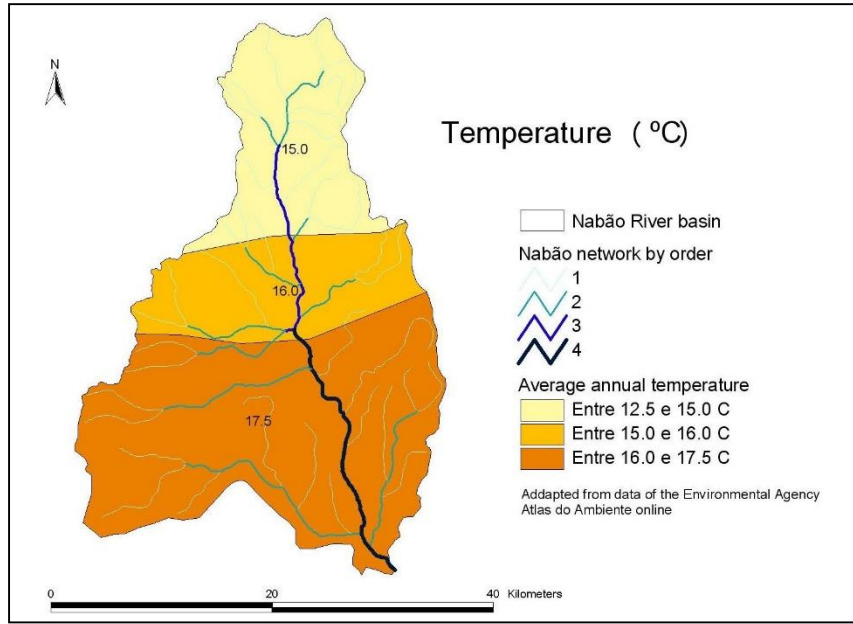 N
Temperature ( ºC)
15.0
16.0
17.5
Nabão River basin
Nabão network by order
1
2
3
4
Average annual temperature
Entre 12.5 e 15.0 C
Entre 15.0 e 16.0 C
Entre 16.0 e 17.5 C
Addapted from data of the Environmental Agency
Atlas do Ambiente online
0 20 40 Kilometers